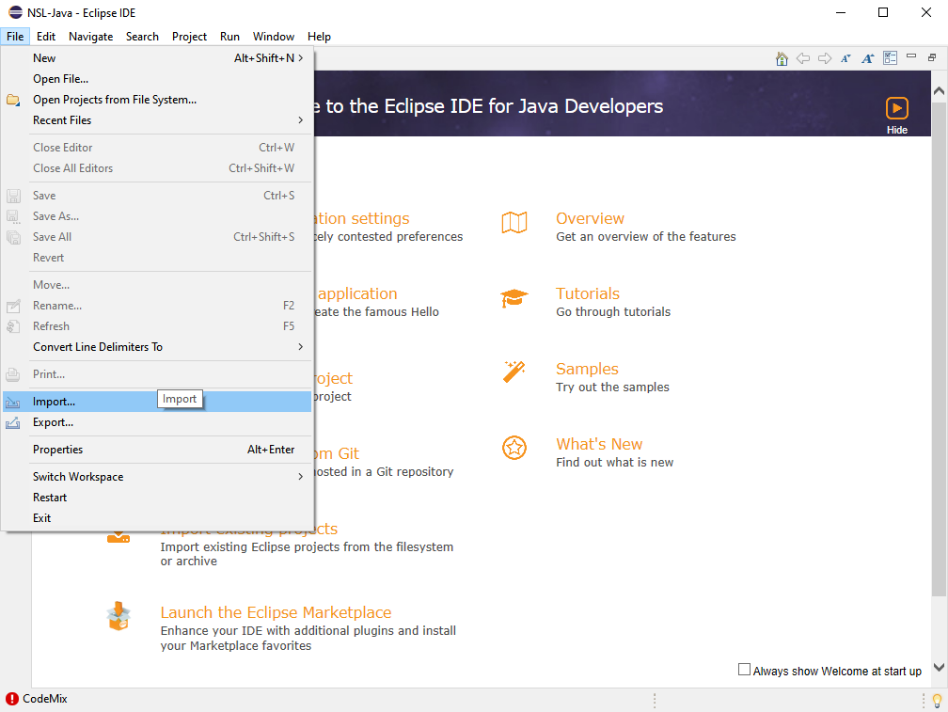 NSL-Java - Eclipse IDE
File Edit Navigate Search Project Run Window Help
New Alt+Shift+N >
Open File...
Open Projects from File System...
Recent Files >
Close Editor Ctrl+W
Close All Editors Ctrl+Shift+W
Save Ctrl+S
Save As...
Save All Ctrl+Shift+S
Revert
Move...
Rename... F2
Refresh F5
Convert Line Delimiters To >
Print...
Import...
Import
Export...
Properties Alt+Enter
Switch Workspace >
Restart
Exit
e to the Eclipse IDE for Java Developers
Hide
ation settings
ely contested preferences
application
eate the famous Hello
roject
project
om Git
osted in a Git repository
Import existing projects
Import existing Eclipse projects from the filesystem
or archive
Launch the Eclipse Marketplace
Enhance your IDE with additional plugins and install
your Marketplace favorites
Overview
Get an overview of the features
Tutorials
Go through tutorials
Samples
Try out the samples
What's New
Find out what is new
Always show Welcome at start up
CodeMix